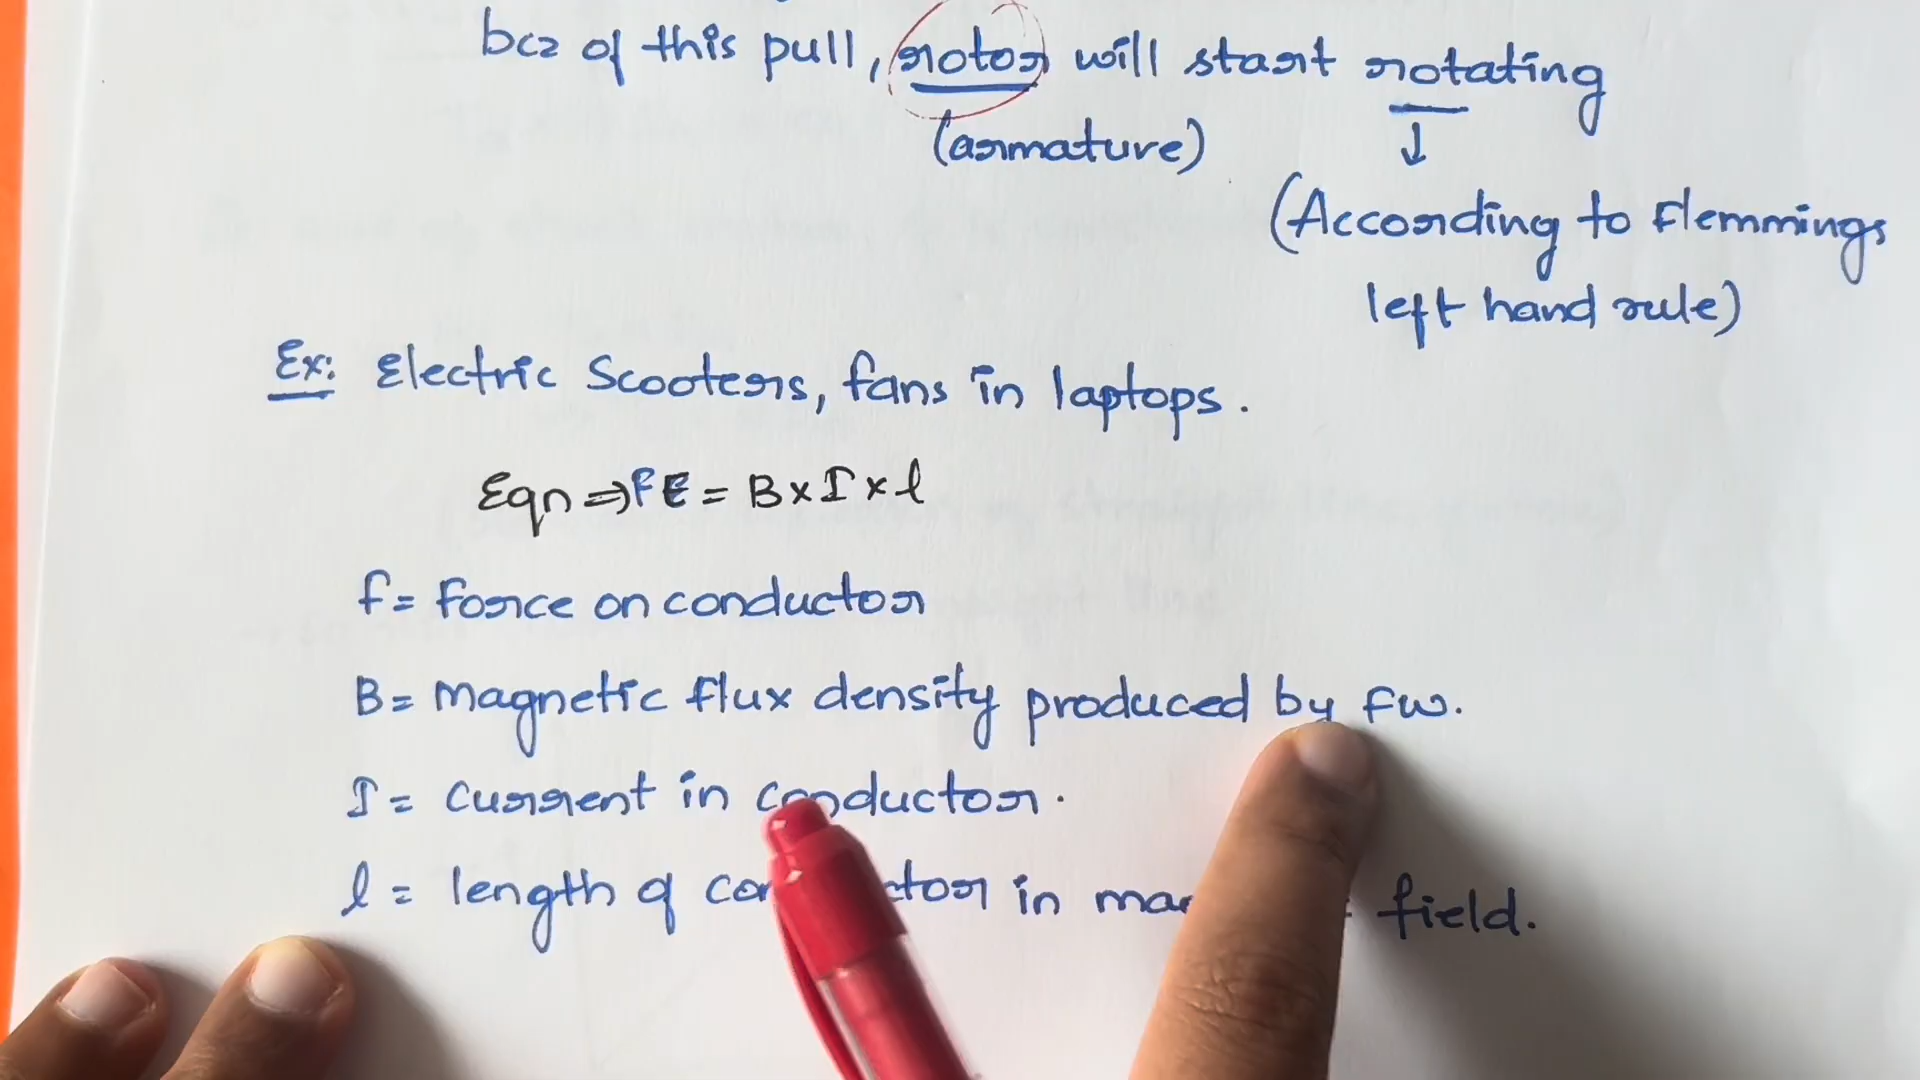 bcz of this pull, rotor will start rotating
(armature) ↓
(According to Flemmings
left hand rule)
Ex: Electric Scooters, fans in laptops.
Eqn ⇒ F = B × I × l
f = Force on conductor
B = Magnetic flux density produced by FW.
I = Current in conductor.
l = length of in field.